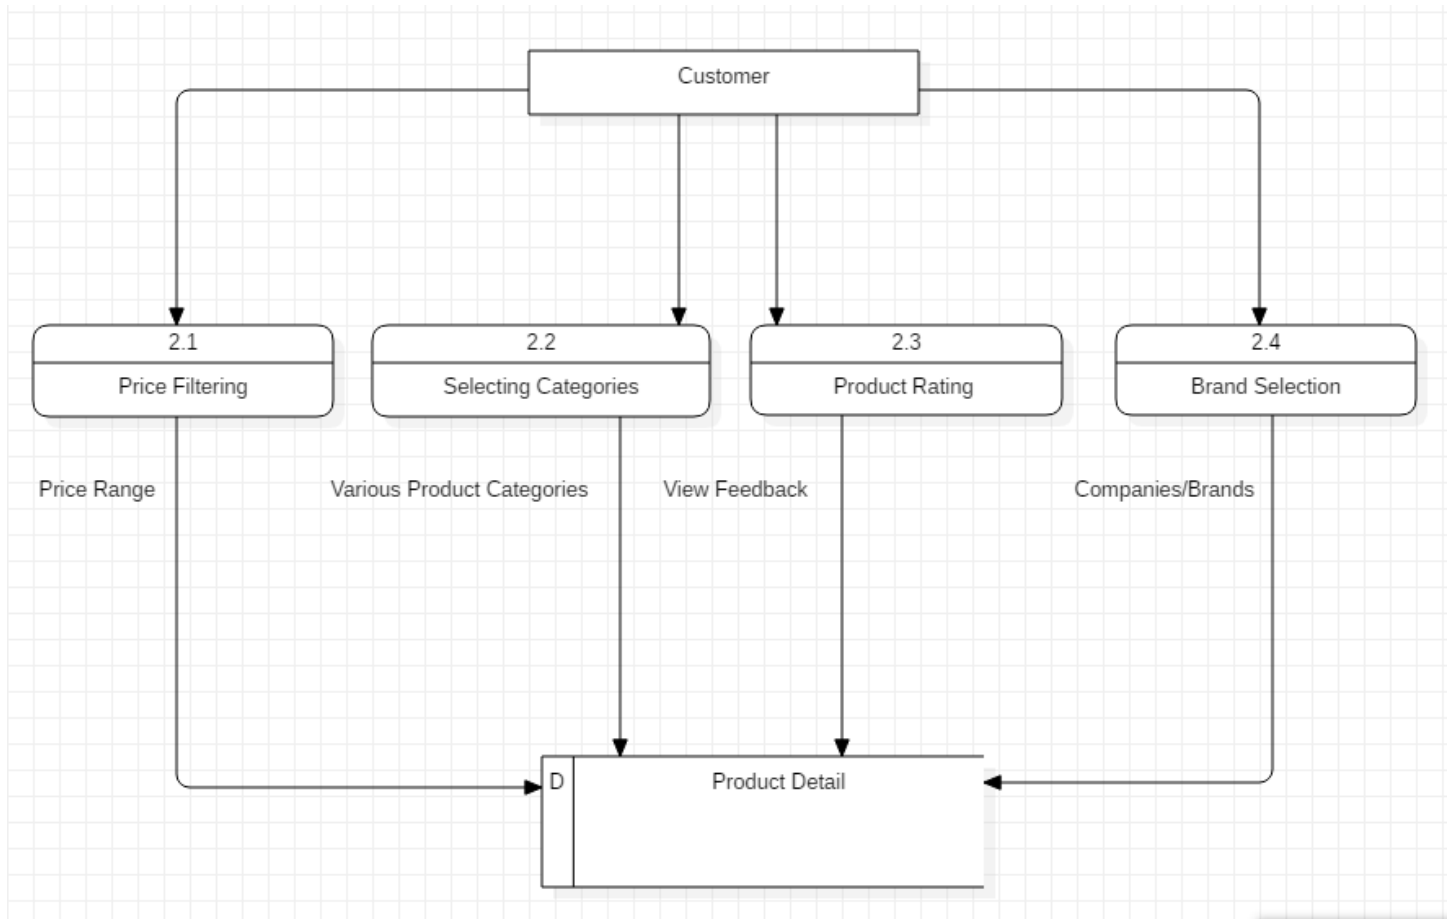 Customer
2.1
Price Filtering
2.2
Selecting Categories
2.3
Product Rating
2.4
Brand Selection
Price Range
Various Product Categories
View Feedback
Companies/Brands
D
Product Detail